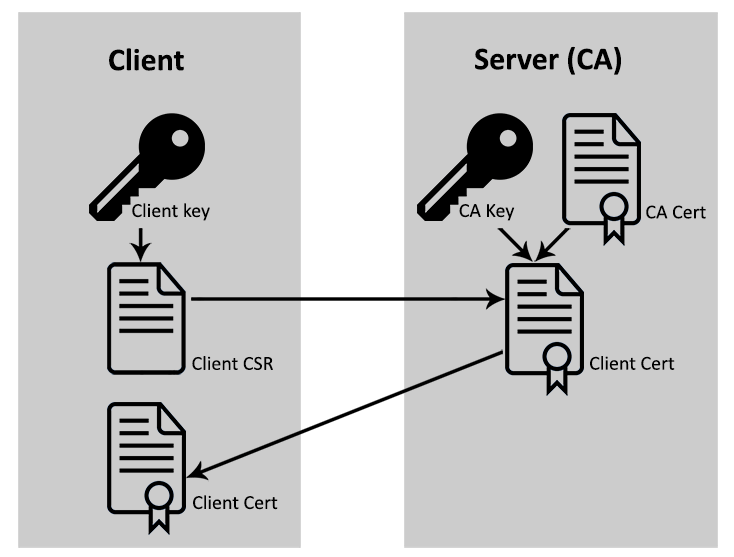 Client
Server (CA)
Client key
CA Key
CA Cert
Client CSR
Client Cert
Client Cert